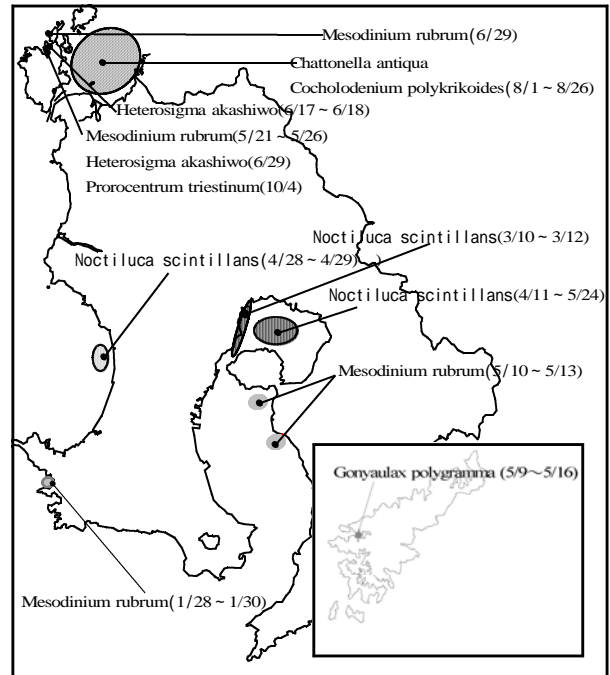 Mesodinium rubrum(6/29)
Chattonella antiqua
Cocholodenium polykrikoides(8/1～8/26)
Heterosigma akashiwo(6/17～6/18)
Mesodinium rubrum(5/21～5/26)
Heterosigma akashiwo(6/29)
Prorocentrum triestinum(10/4)
Noctiluca scintillans(3/10～3/12)
Noctiluca scintillans(4/28～4/29) )
Noctiluca scintillans(4/11～5/24)
Mesodinium rubrum(5/10～5/13)
Gonyaulax polygramma (5/9～5/16)
Mesodinium rubrum(1/28～1/30)